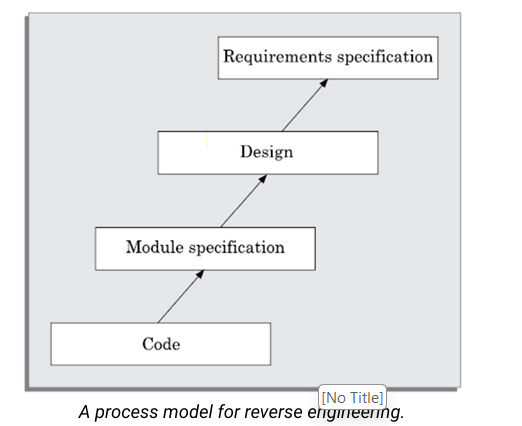 Requirements specification
Design
Module specification
Code
[No Title]
A process model for reverse engineering.